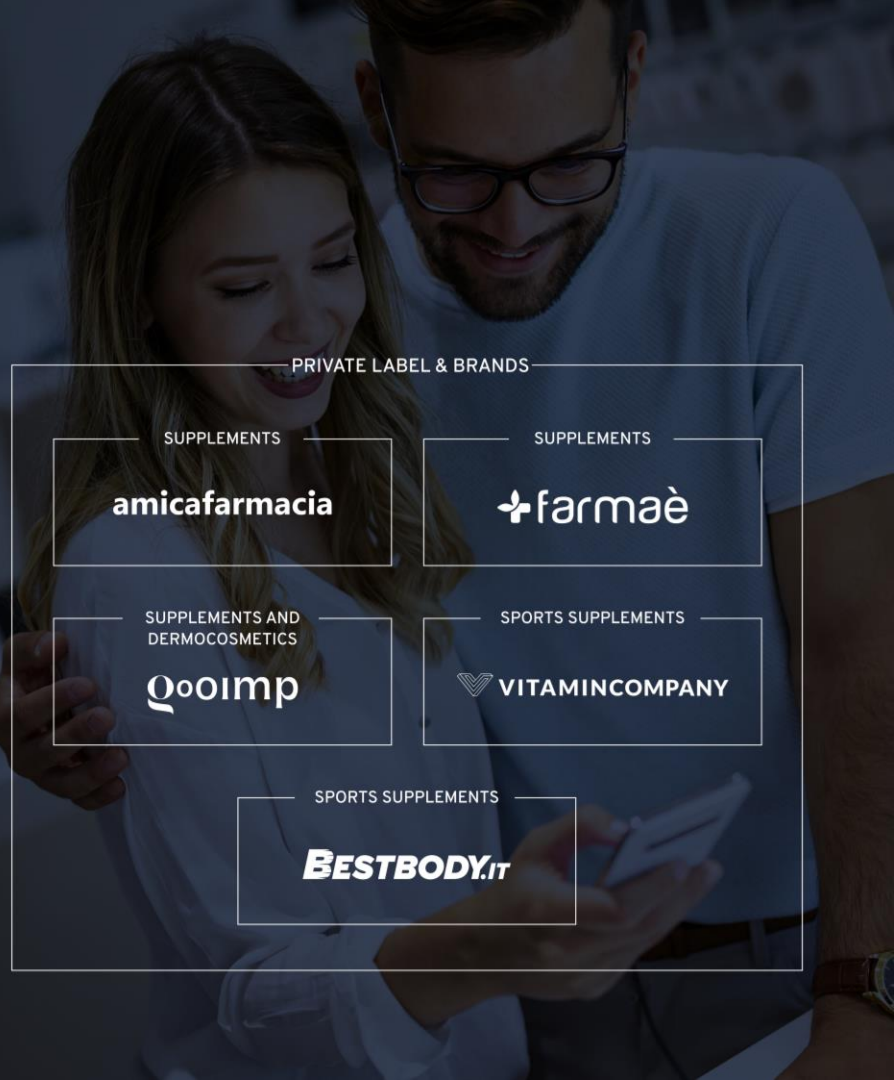 PRIVATE LABEL & BRANDS
SUPPLEMENTS
amicafarmacia
SUPPLEMENTS
farmaè
SUPPLEMENTS AND
DERMOCOSMETICS
gooimp
SPORTS SUPPLEMENTS
VITAMINCOMPANY
SPORTS SUPPLEMENTS
BESTBODY.IT